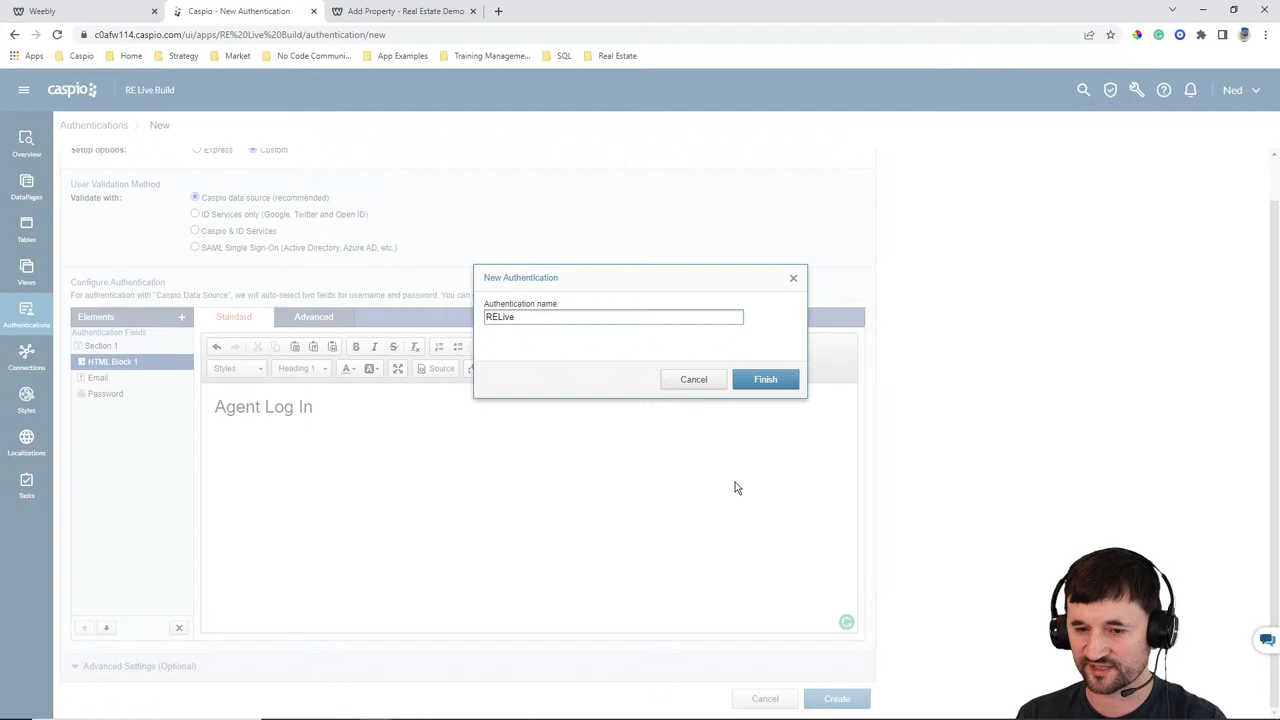 Weebly
Caspio - New Authentication
Add Property - Real Estate Demo
c0afw114.caspio.com/ui/apps/RE%20Live%20Build/authentication/new
Apps
Caspio
Home
Strategy
Market
No Code Communi...
App Examples
Training Manageme...
SQL
Real Estate
caspio
RE Live Build
Ned
Overview
DataPages
Tables
Views
Authentications
Connections
Styles
Localizations
Tasks
Authentications
New
Setup options:
Express
Custom
User Validation Method
Validate with:
Caspio data source (recommended)
ID Services only (Google, Twitter and Open ID)
Caspio & ID Services
SAML Single Sign-On (Active Directory, Azure AD, etc.)
Configure Authentication
For authentication with "Caspio Data Source", we will auto-select two fields for username and password. You can
Elements
Standard
Advanced
Authentication Fields
Section 1
HTML Block 1
Email
Password
Styles
Heading 1
Source
Agent Log In
New Authentication
Authentication name:
RELive
Cancel
Finish
Advanced Settings (Optional)
Cancel
Create